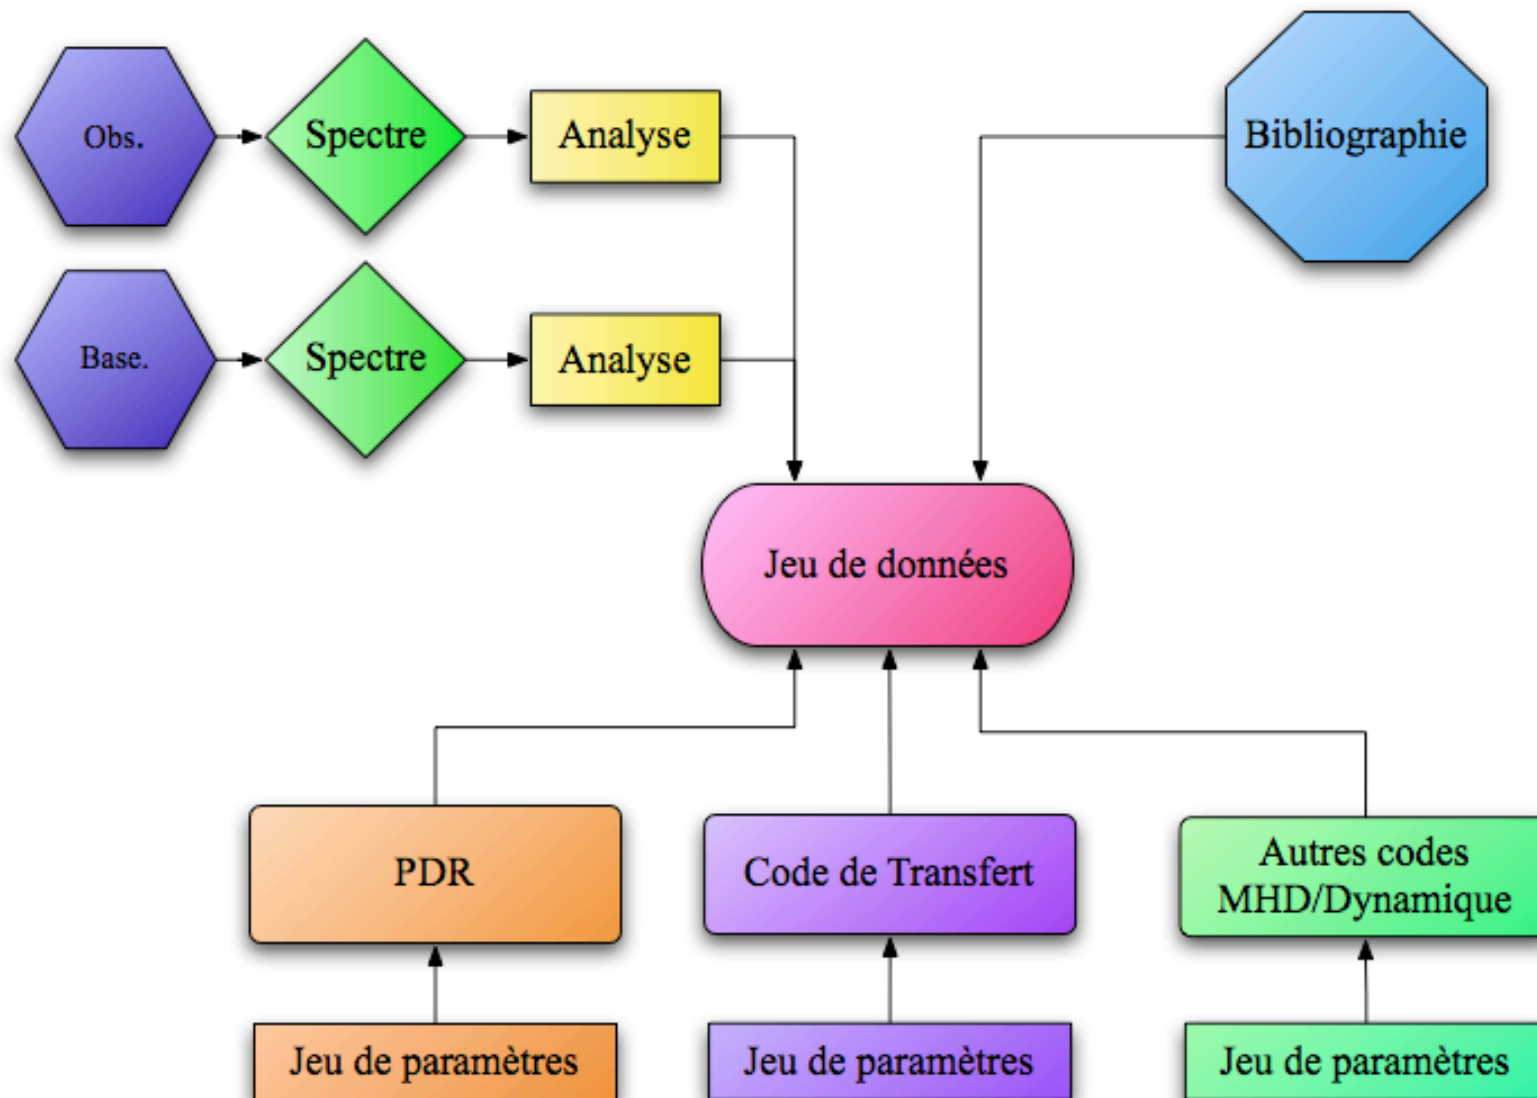 Obs.
Spectre
Analyse
Bibliographie
Base.
Spectre
Analyse
Jeu de données
PDR
Code de Transfert
Autres codes
MHD/Dynamique
Jeu de paramètres
Jeu de paramètres
Jeu de paramètres